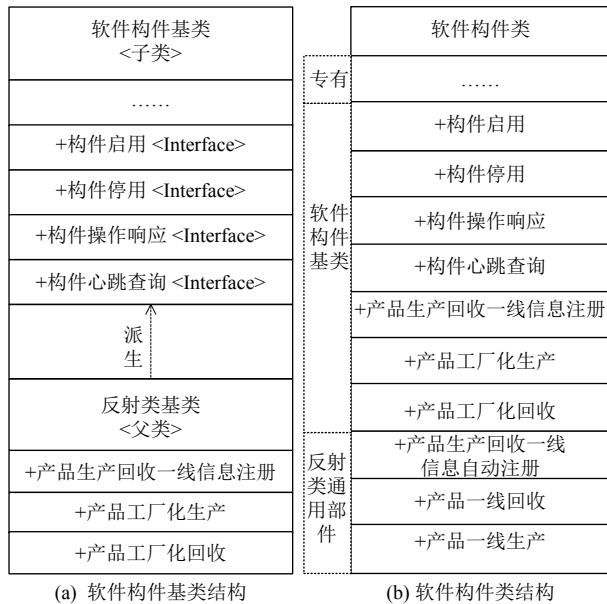 软件构件基类
<子类>
……
+构件启用 <Interface>
+构件停用 <Interface>
+构件操作响应 <Interface>
+构件心跳查询 <Interface>
派
生
反射类基类
<父类>
+产品生产回收一线信息注册
+产品工厂化生产
+产品工厂化回收
(a) 软件构件基类结构
软件构件类
专有
……
软件
构件
基类
+构件启用
+构件停用
+构件操作响应
+构件心跳查询
+产品生产回收一线信息注册
+产品工厂化生产
+产品工厂化回收
反射
类通
用部
件
+产品生产回收一线
信息自动注册
+产品一线回收
+产品一线生产
(b) 软件构件类结构